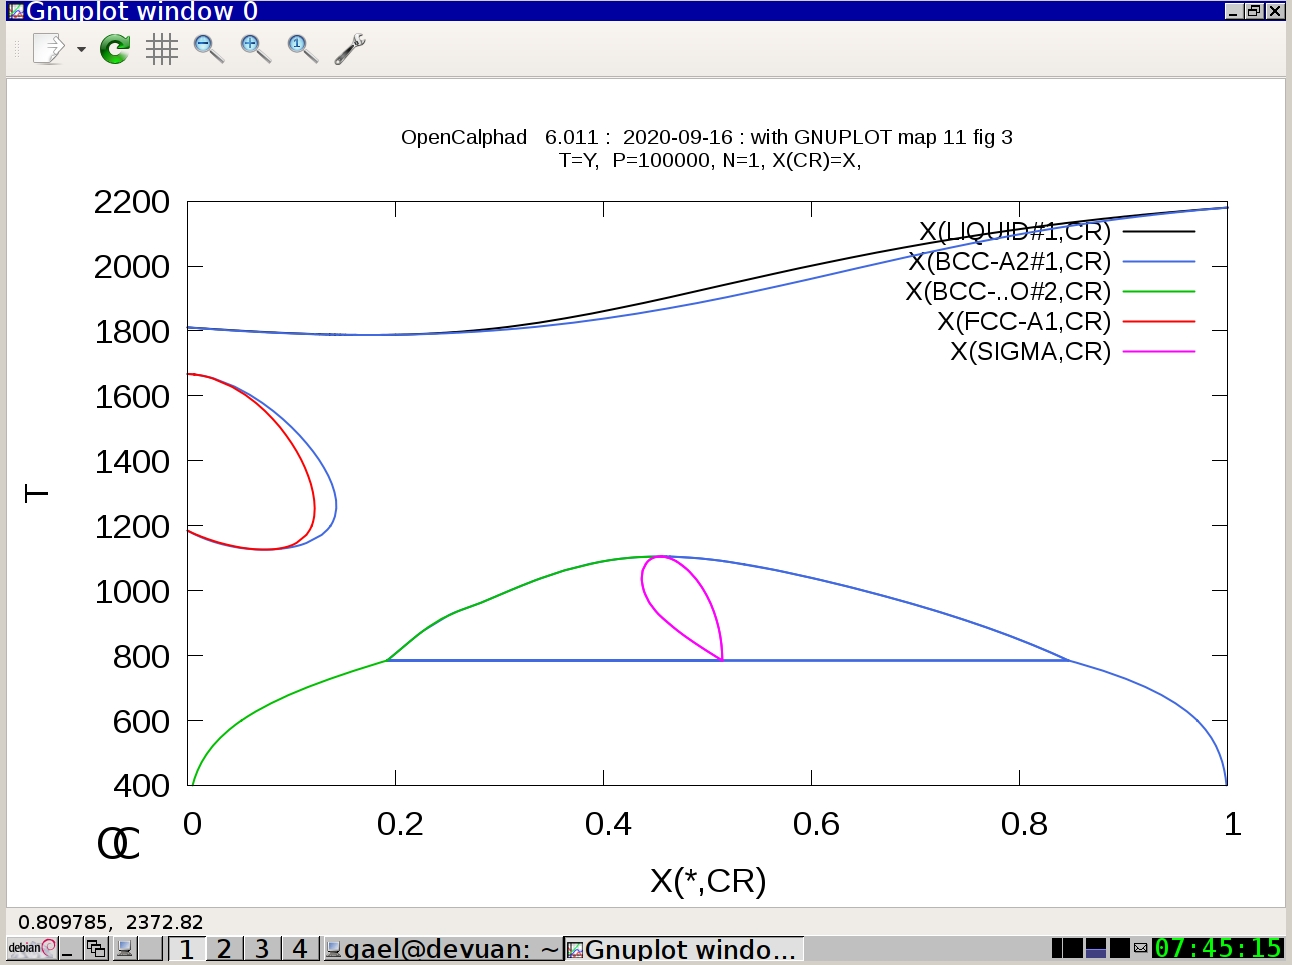 Gnuplot window 0
1
OpenCalphad 6.011 : 2020-09-16 : with GNUPLOT map 11 fig 3
T=Y, P=100000, N=1, X(CR)=X,
2200
2000
1800
1600
1400
1200
1000
800
600
400
T
X(LIQUID#1,CR)
X(BCC-A2#1,CR)
X(BCC-..O#2,CR)
X(FCC-A1,CR)
X(SIGMA,CR)
0 0.2 0.4 0.6 0.8 1
OC
X(*,CR)
0.809785, 2372.82
debian 1 2 3 4 gael@devuan: ~ Gnuplot windo... 07:45:15